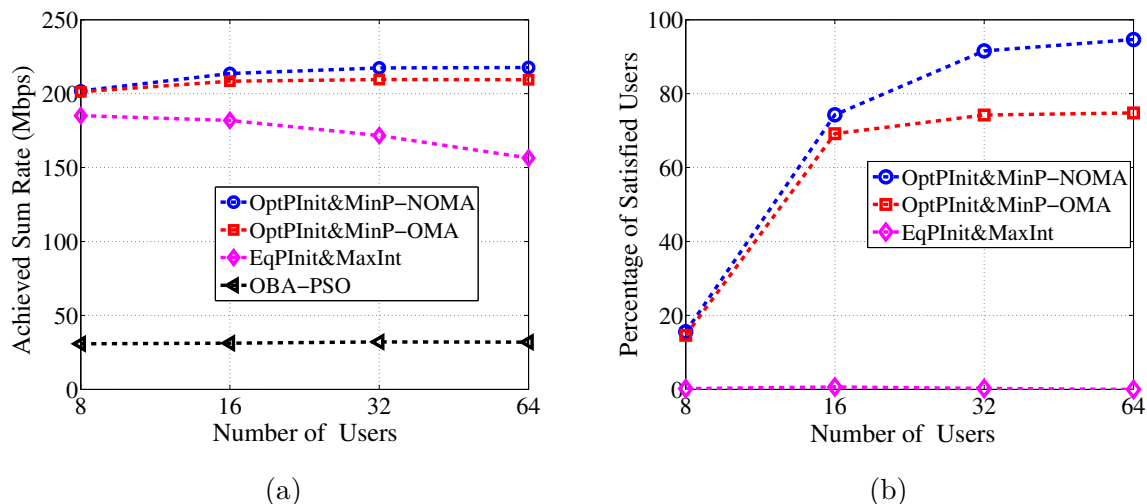 250
200
150
100
50
0
8 16 32 64
Achieved Sum Rate (Mbps)
Number of Users
OptPInit&MinP−NOMA
OptPInit&MinP−OMA
EqPInit&MaxInt
OBA−PSO
(a)
100
80
60
40
20
0
8 16 32 64
Percentage of Satisfied Users
Number of Users
OptPInit&MinP−NOMA
OptPInit&MinP−OMA
EqPInit&MaxInt
(b)